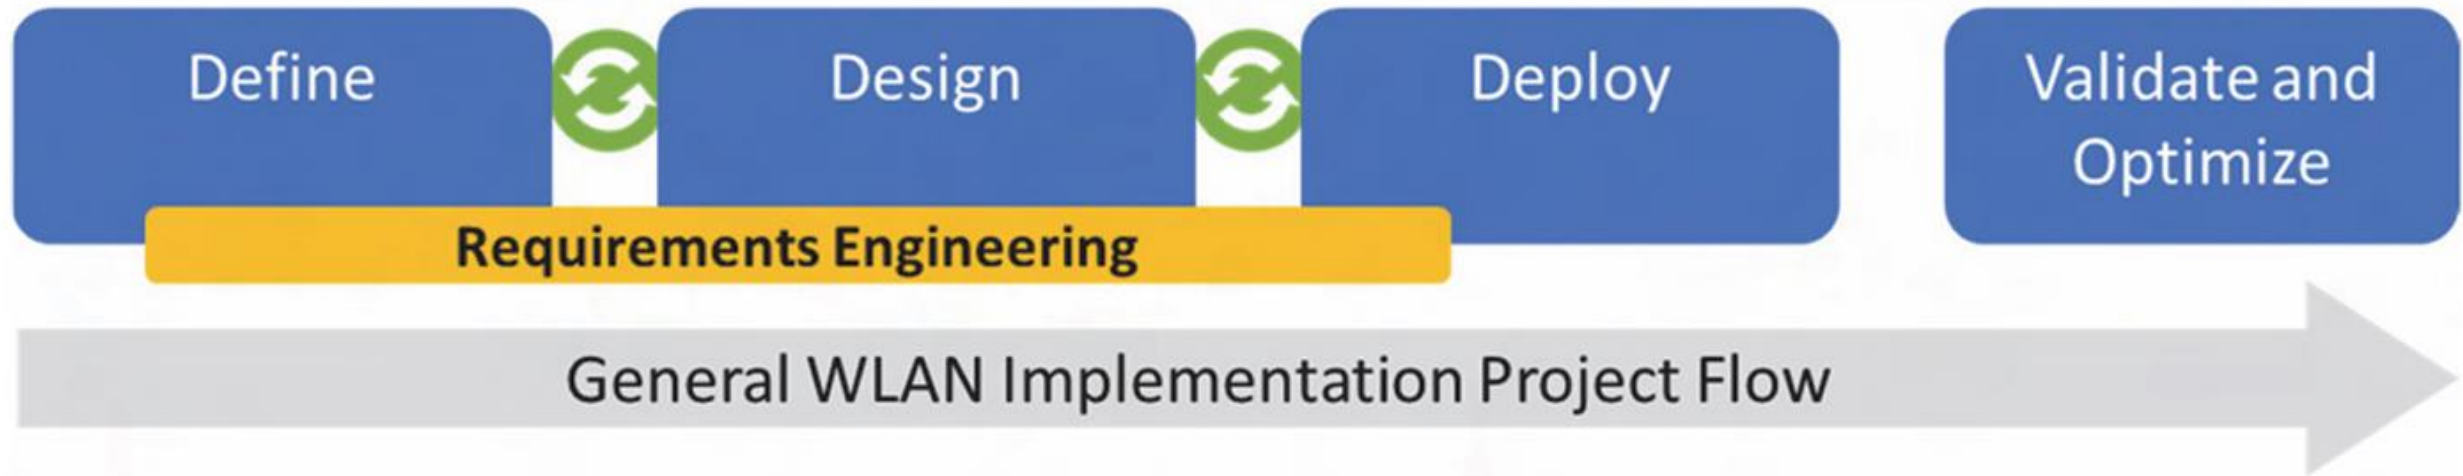 Define
Design
Deploy
Validate and
Optimize
Requirements Engineering
General WLAN Implementation Project Flow